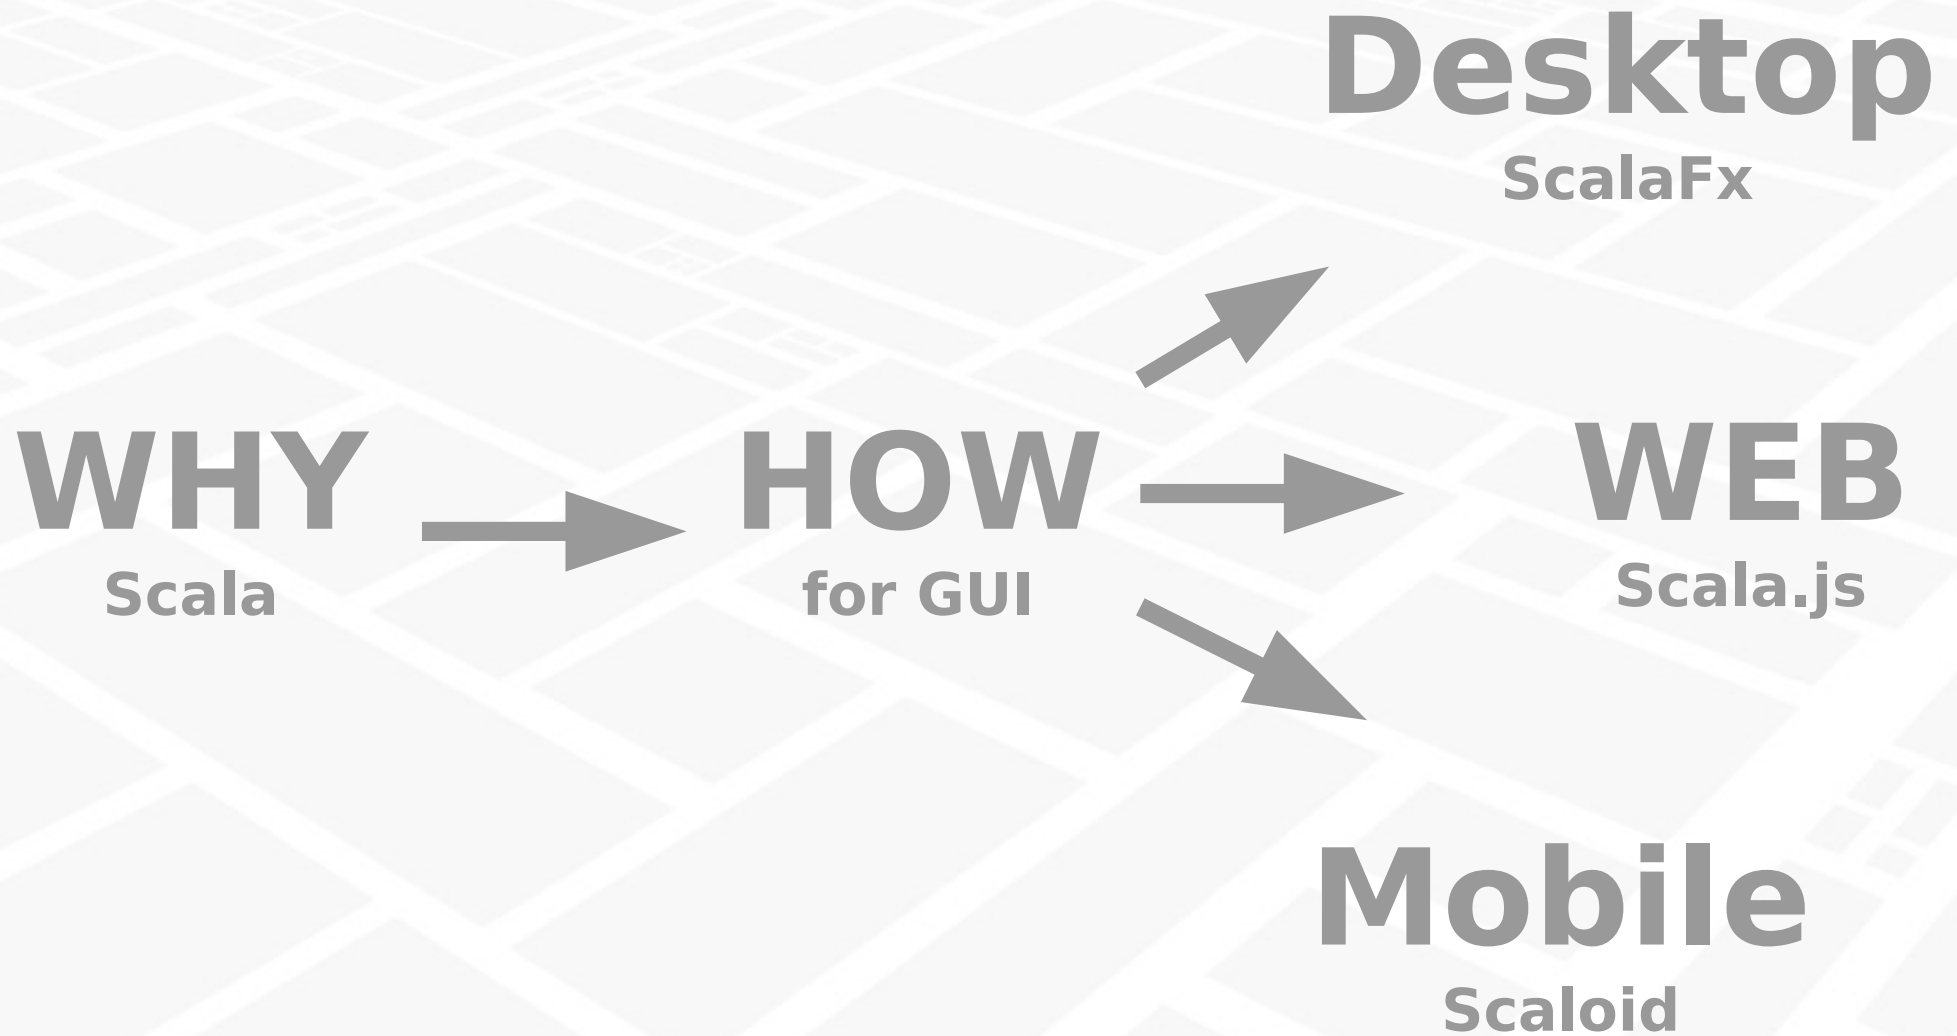 Desktop
ScalaFx
WHY
Scala
HOW
for GUI
WEB
Scala.js
Mobile
Scaloid